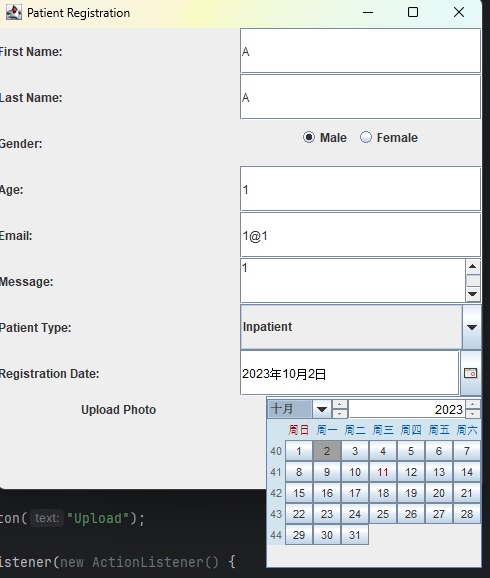 Patient Registration
First Name: A
Last Name: A
Gender: Male Female
Age: 1
Email: 1@1
Message: 1
Patient Type: Inpatient
Registration Date: 2023年10月2日
Upload Photo
十月 2023
周日 周一 周二 周三 周四 周五 周六
40 1 2 3 4 5 6 7
41 8 9 10 11 12 13 14
42 15 16 17 18 19 20 21
43 22 23 24 25 26 27 28
44 29 30 31
ton( text: "Upload");
istener(new ActionListener() {